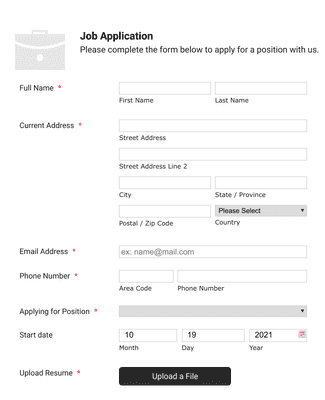 Job Application
Please complete the form below to apply for a position with us.
Full Name *
First Name Last Name
Current Address *
Street Address
Street Address Line 2
City State / Province
Please Select
Postal / Zip Code Country
Email Address * ex: name@mail.com
Phone Number *
Area Code Phone Number
Applying for Position *
Start date 10 19 2021
Month Day Year
Upload Resume * Upload a File